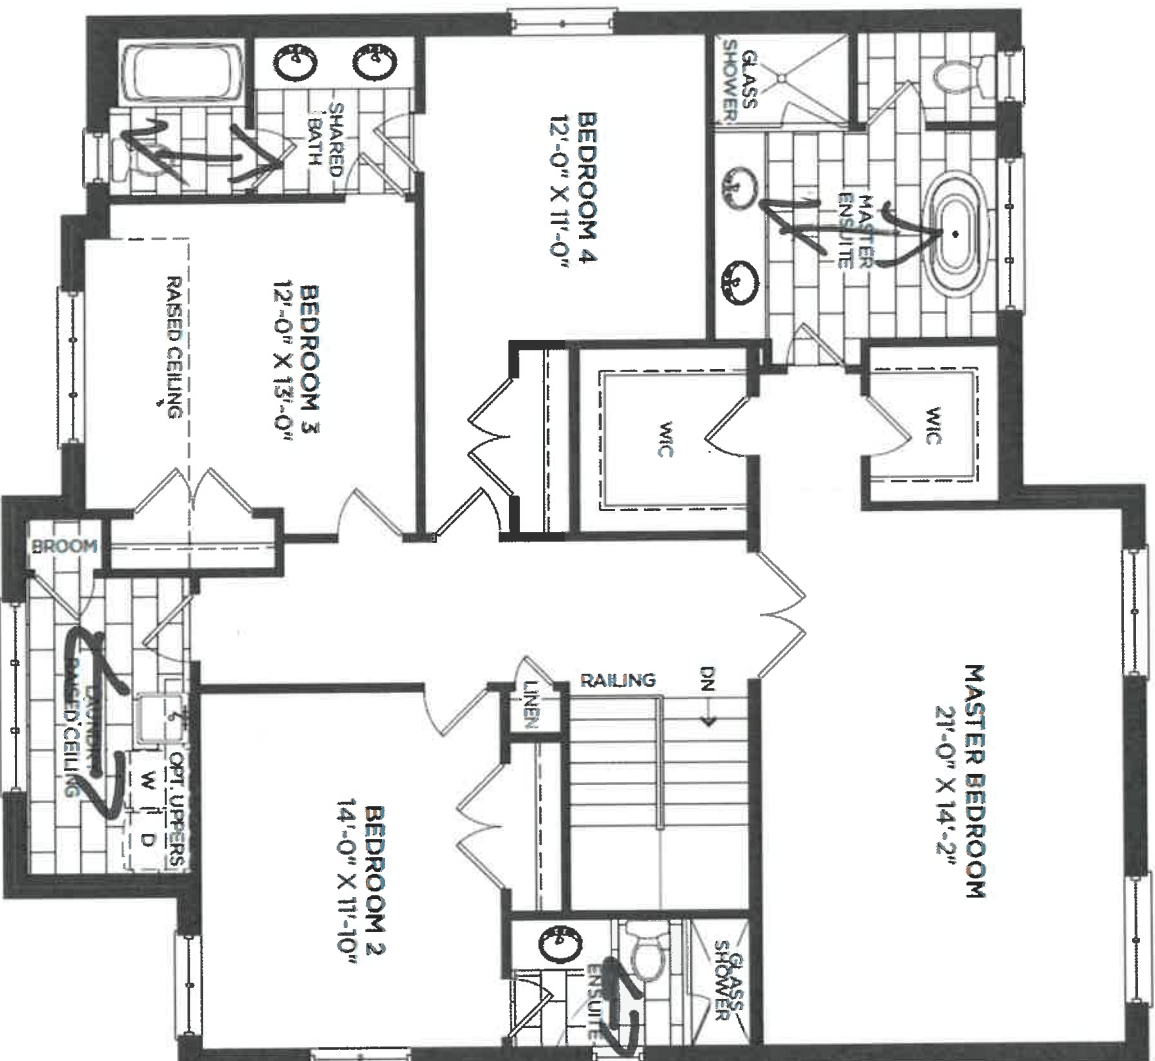 GLASS
SHOWER
MASTER
ENSUITE
WIC
WIC
MASTER BEDROOM
21'-0" X 14'-2"
BEDROOM 4
12'-0" X 11'-0"
SHARED
BATH
BEDROOM 3
12'-0" X 13'-0"
RAISED CEILING
BROOM
LAUNDRY
RAISED CEILING
OPT. UPPERS
W
D
LINEN
RAILING
DN
BEDROOM 2
14'-0" X 11'-10"
ENSUITE
GLASS
SHOWER